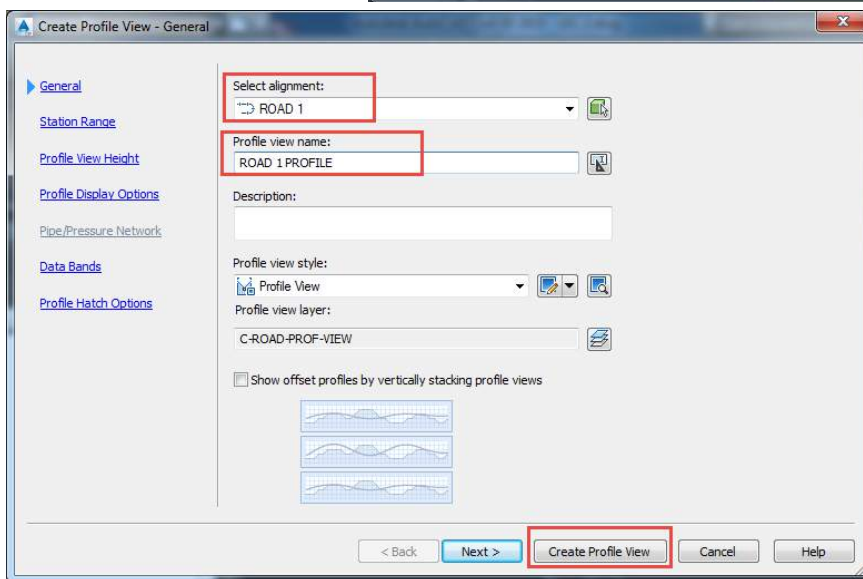 Create Profile View - General
General
Station Range
Profile View Height
Profile Display Options
Pipe/Pressure Network
Data Bands
Profile Hatch Options
Select alignment:
ROAD 1
Profile view name:
ROAD 1 PROFILE
Description:
Profile view style:
Profile View
Profile view layer:
C-ROAD-PROF-VIEW
Show offset profiles by vertically stacking profile views
< Back
Next >
Create Profile View
Cancel
Help